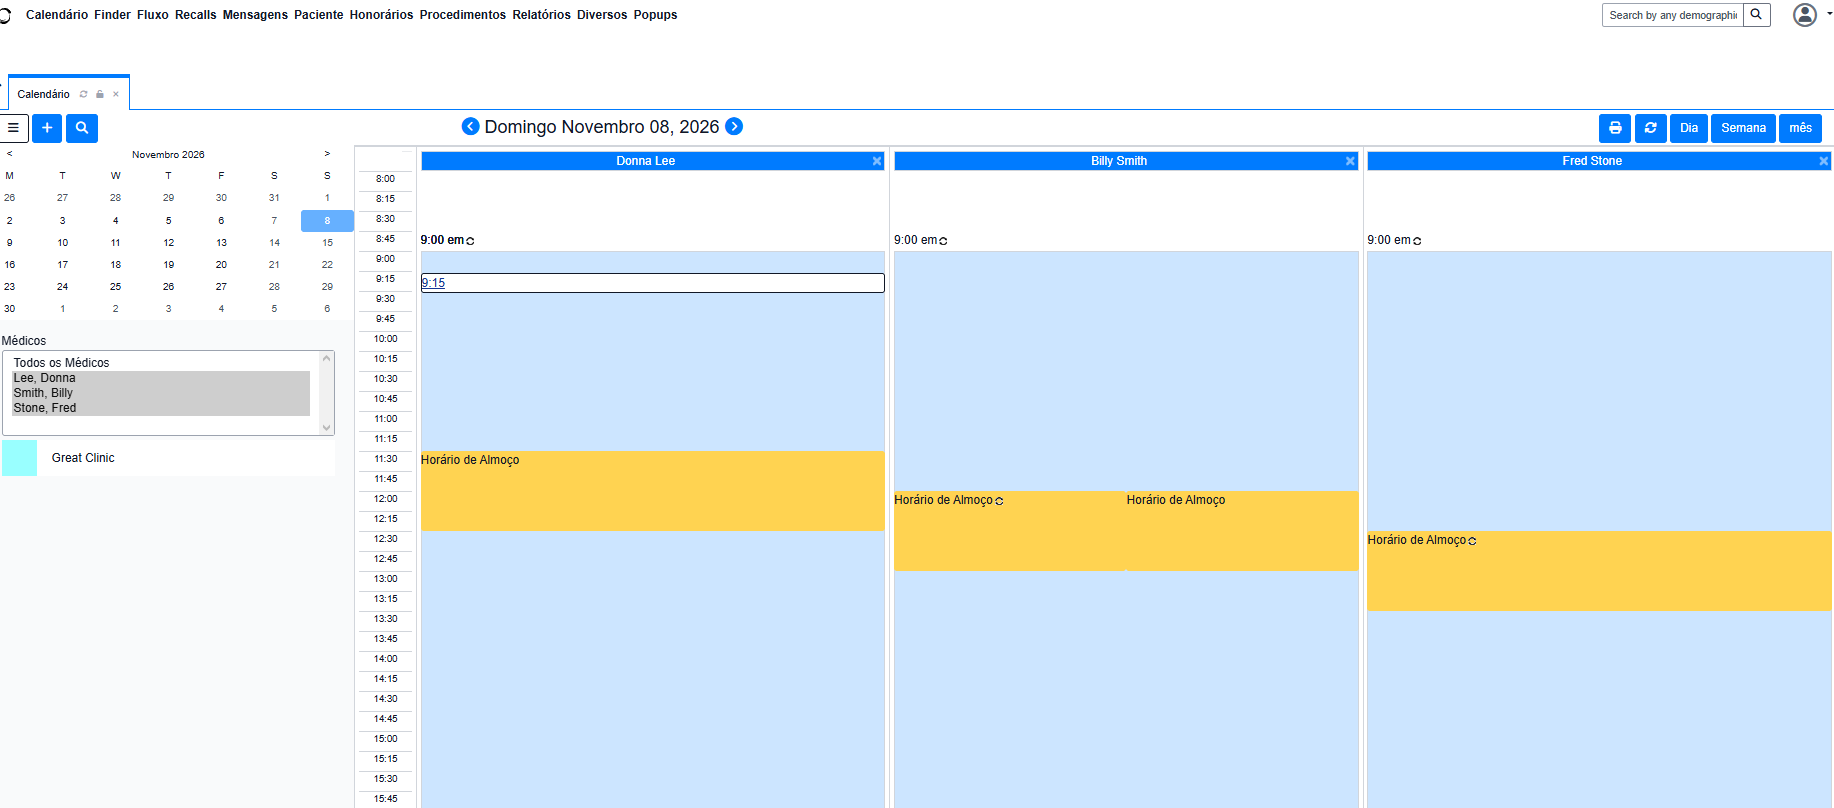 Calendário Finder Fluxo Recalls Mensagens Paciente Honorários Procedimentos Relatórios Diversos Popups
Search by any demographic
Calendário
Domingo Novembro 08, 2026
Dia Semana mês
< Novembro 2026 >
M T W T F S S
26 27 28 29 30 31 1
2 3 4 5 6 7 8
9 10 11 12 13 14 15
16 17 18 19 20 21 22
23 24 25 26 27 28 29
30 1 2 3 4 5 6
Médicos
Todos os Médicos
Lee, Donna
Smith, Billy
Stone, Fred
Great Clinic
Donna Lee Billy Smith Fred Stone
8:00
8:15
8:30
8:45 9:00 em 9:00 em 9:00 em
9:00
9:15 9:15
9:30
9:45
10:00
10:15
10:30
10:45
11:00
11:15
11:30 Horário de Almoço
11:45
12:00 Horário de Almoço Horário de Almoço
12:15
12:30 Horário de Almoço
12:45
13:00
13:15
13:30
13:45
14:00
14:15
14:30
14:45
15:00
15:15
15:30
15:45